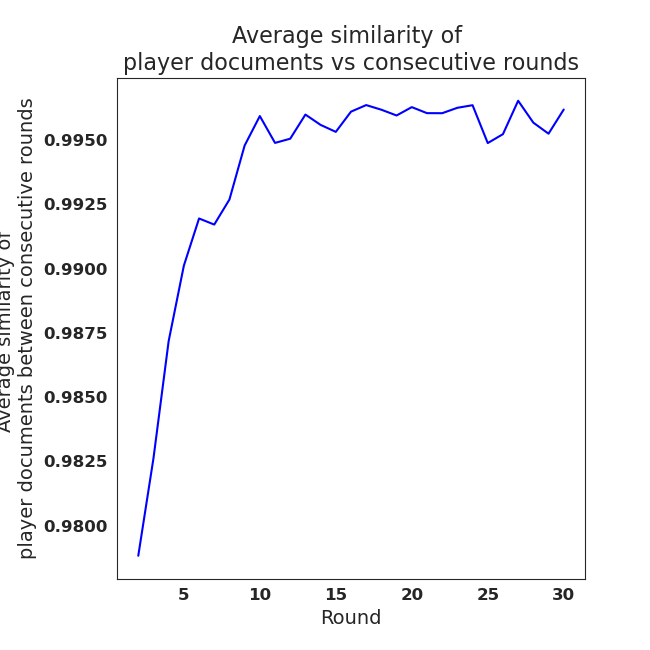 Average similarity of
player documents vs consecutive rounds
Average similarity of
player documents between consecutive rounds
0.9950
0.9925
0.9900
0.9875
0.9850
0.9825
0.9800
5 10 15 20 25 30
Round